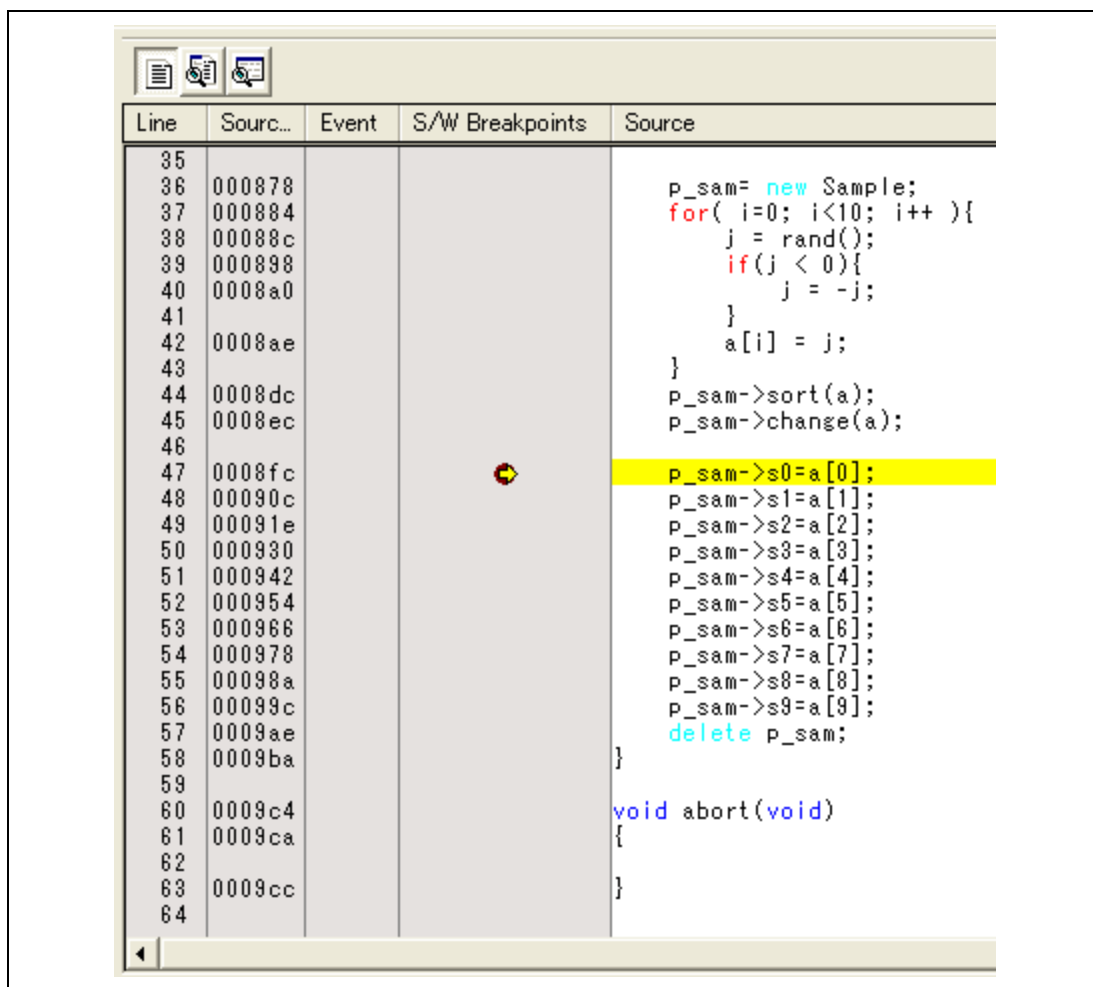 Line Sourc... Event S/W Breakpoints Source
35
36 000878 p_sam= new Sample;
37 000884 for( i=0; i<10; i++ ){
38 00088c j = rand();
39 000898 if(j < 0){
40 0008a0 j = -j;
41 }
42 0008ae a[i] = j;
43 }
44 0008dc p_sam->sort(a);
45 0008ec p_sam->change(a);
46
47 0008fc p_sam->s0=a[0];
48 00090c p_sam->s1=a[1];
49 00091e p_sam->s2=a[2];
50 000930 p_sam->s3=a[3];
51 000942 p_sam->s4=a[4];
52 000954 p_sam->s5=a[5];
53 000966 p_sam->s6=a[6];
54 000978 p_sam->s7=a[7];
55 00098a p_sam->s8=a[8];
56 00099c p_sam->s9=a[9];
57 0009ae delete p_sam;
58 0009ba }
59
60 0009c4 void abort(void)
61 0009ca {
62
63 0009cc }
64